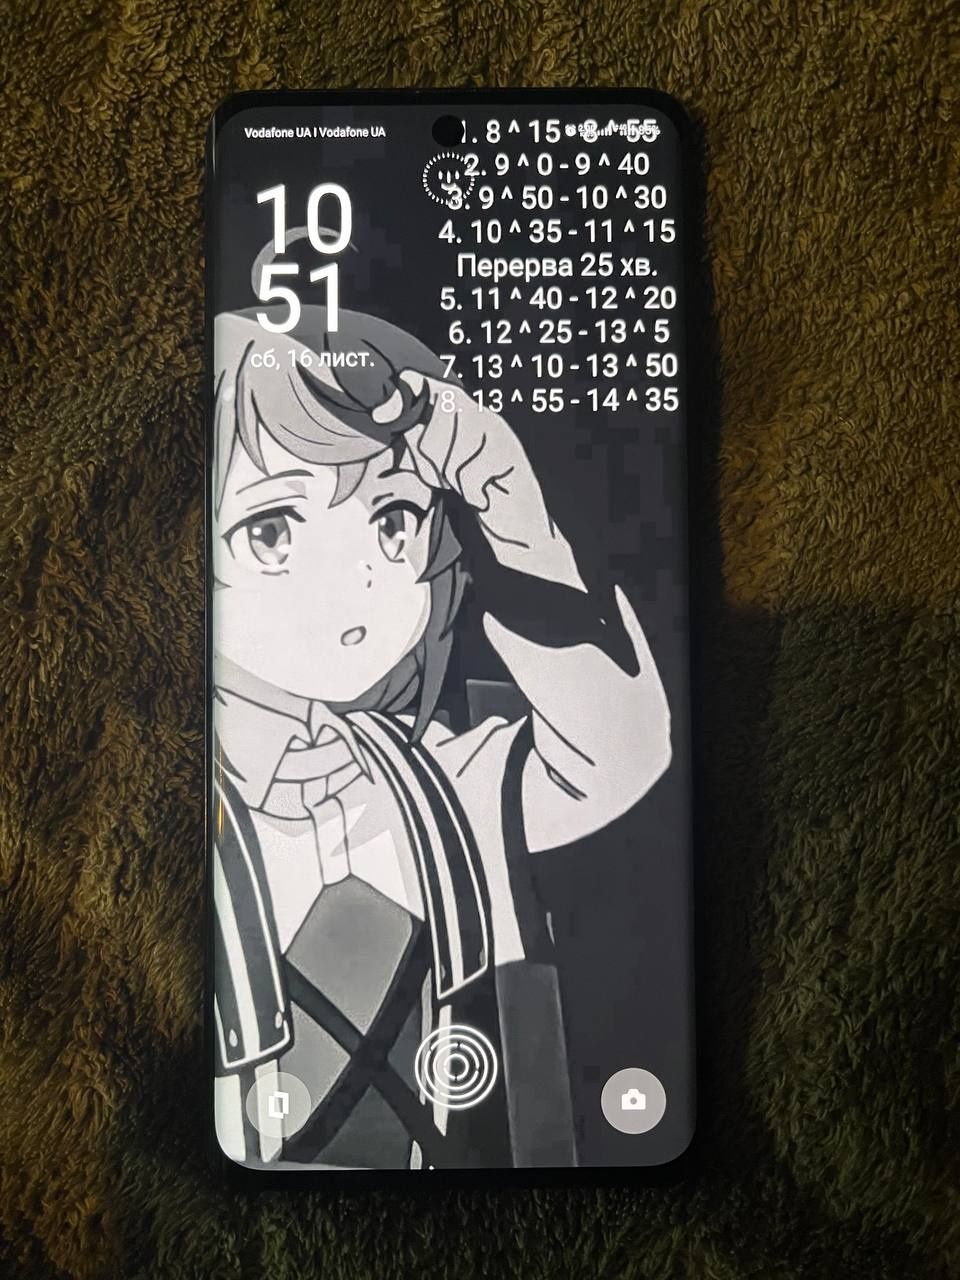 Vodafone UA | Vodafone UA
10
51
сб, 16 лист.
1. 8 ^ 15 - 8 ^ 55
2. 9 ^ 0 - 9 ^ 40
3. 9 ^ 50 - 10 ^ 30
4. 10 ^ 35 - 11 ^ 15
Перерва 25 хв.
5. 11 ^ 40 - 12 ^ 20
6. 12 ^ 25 - 13 ^ 5
7. 13 ^ 10 - 13 ^ 50
8. 13 ^ 55 - 14 ^ 35